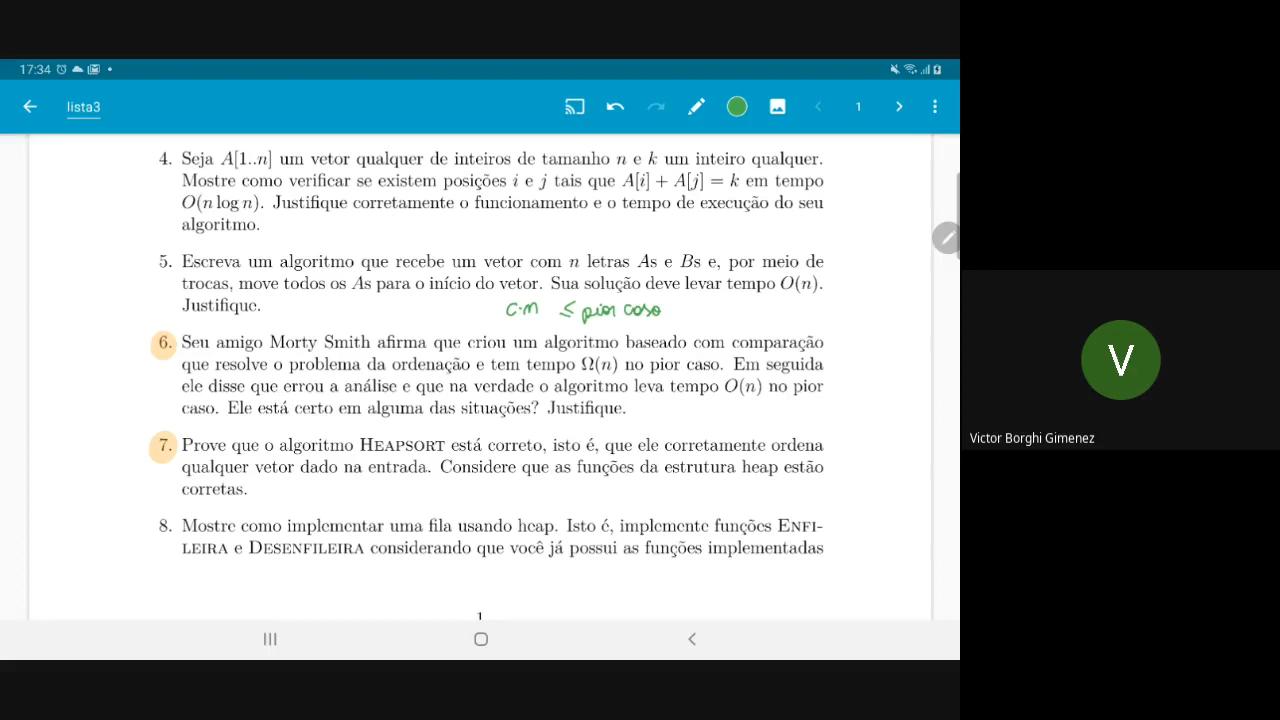 17:34
lista3
1
4. Seja A[1..n] um vetor qualquer de inteiros de tamanho n e k um inteiro qualquer.
Mostre como verificar se existem posições i e j tais que A[i] + A[j] = k em tempo
O(n log n). Justifique corretamente o funcionamento e o tempo de execução do seu
algoritmo.
5. Escreva um algoritmo que recebe um vetor com n letras As e Bs e, por meio de
trocas, move todos os As para o início do vetor. Sua solução deve levar tempo O(n).
Justifique.
c·n ≤ pior caso
6. Seu amigo Morty Smith afirma que criou um algoritmo baseado com comparação
que resolve o problema da ordenação e tem tempo Ω(n) no pior caso. Em seguida
ele disse que errou a análise e que na verdade o algoritmo leva tempo O(n) no pior
caso. Ele está certo em alguma das situações? Justifique.
7. Prove que o algoritmo HEAPSORT está correto, isto é, que ele corretamente ordena
qualquer vetor dado na entrada. Considere que as funções da estrutura heap estão
corretas.
8. Mostre como implementar uma fila usando heap. Isto é, implemente funções ENFI-
LEIRA e DESENFILEIRA considerando que você já possui as funções implementadas
1
V
Victor Borghi Gimenez